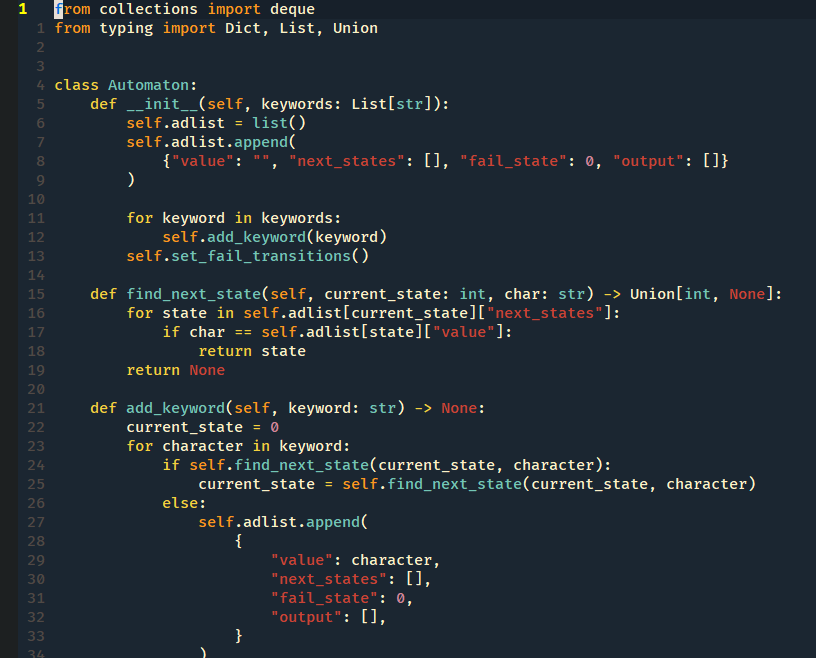 1 from collections import deque
1 from typing import Dict, List, Union
2
3
4 class Automaton:
5     def __init__(self, keywords: List[str]):
6         self.adlist = list()
7         self.adlist.append(
8             {"value": "", "next_states": [], "fail_state": 0, "output": []}
9         )
10
11         for keyword in keywords:
12             self.add_keyword(keyword)
13         self.set_fail_transitions()
14
15     def find_next_state(self, current_state: int, char: str) -> Union[int, None]:
16         for state in self.adlist[current_state]["next_states"]:
17             if char == self.adlist[state]["value"]:
18                 return state
19         return None
20
21     def add_keyword(self, keyword: str) -> None:
22         current_state = 0
23         for character in keyword:
24             if self.find_next_state(current_state, character):
25                 current_state = self.find_next_state(current_state, character)
26             else:
27                 self.adlist.append(
28                     {
29                         "value": character,
30                         "next_states": [],
31                         "fail_state": 0,
32                         "output": [],
33                     }
34                 )